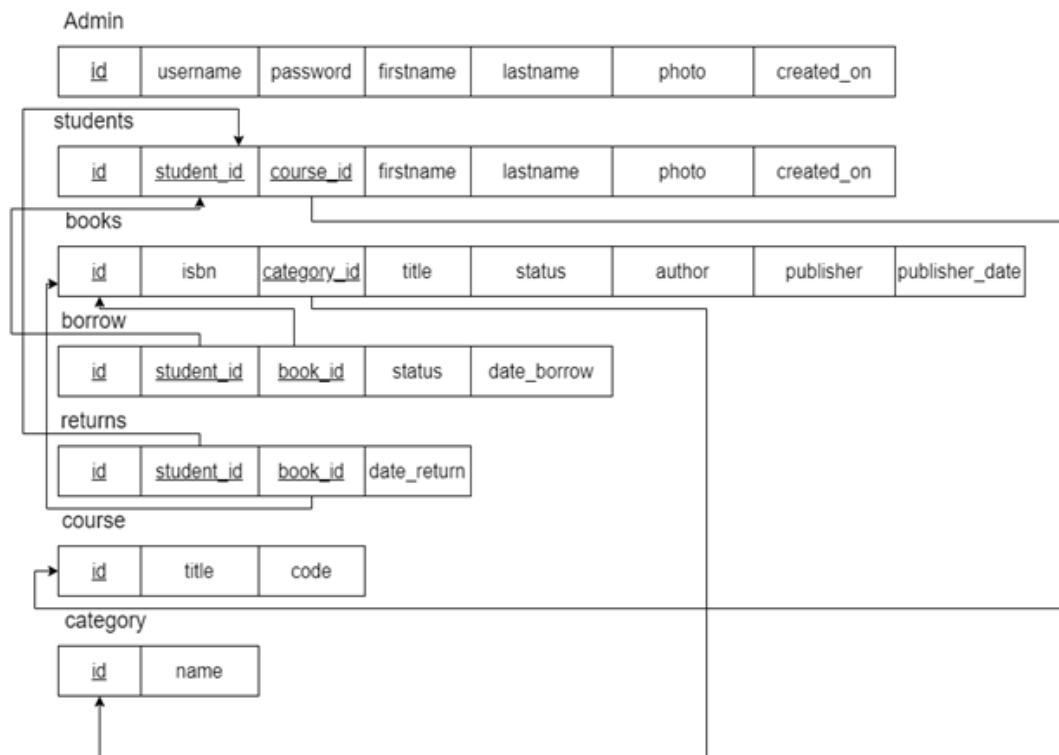 Admin
id username password firstname lastname photo created_on
students
id student_id course_id firstname lastname photo created_on
books
id isbn category_id title status author publisher publisher_date
borrow
id student_id book_id status date_borrow
returns
id student_id book_id date_return
course
id title code
category
id name